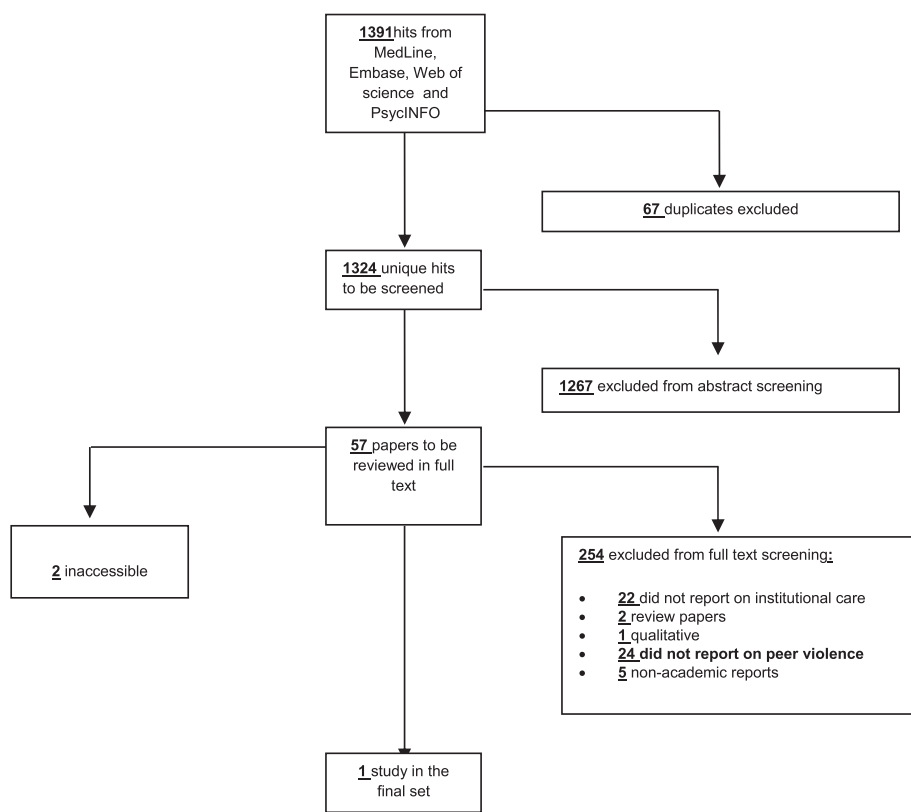 1391hits from
MedLine,
Embase, Web of
science and
PsycINFO
67 duplicates excluded
1324 unique hits
to be screened
1267 excluded from abstract screening
57 papers to be
reviewed in full
text
2 inaccessible
254 excluded from full text screening:
• 22 did not report on institutional care
• 2 review papers
• 1 qualitative
• 24 did not report on peer violence
• 5 non-academic reports
1 study in the
final set